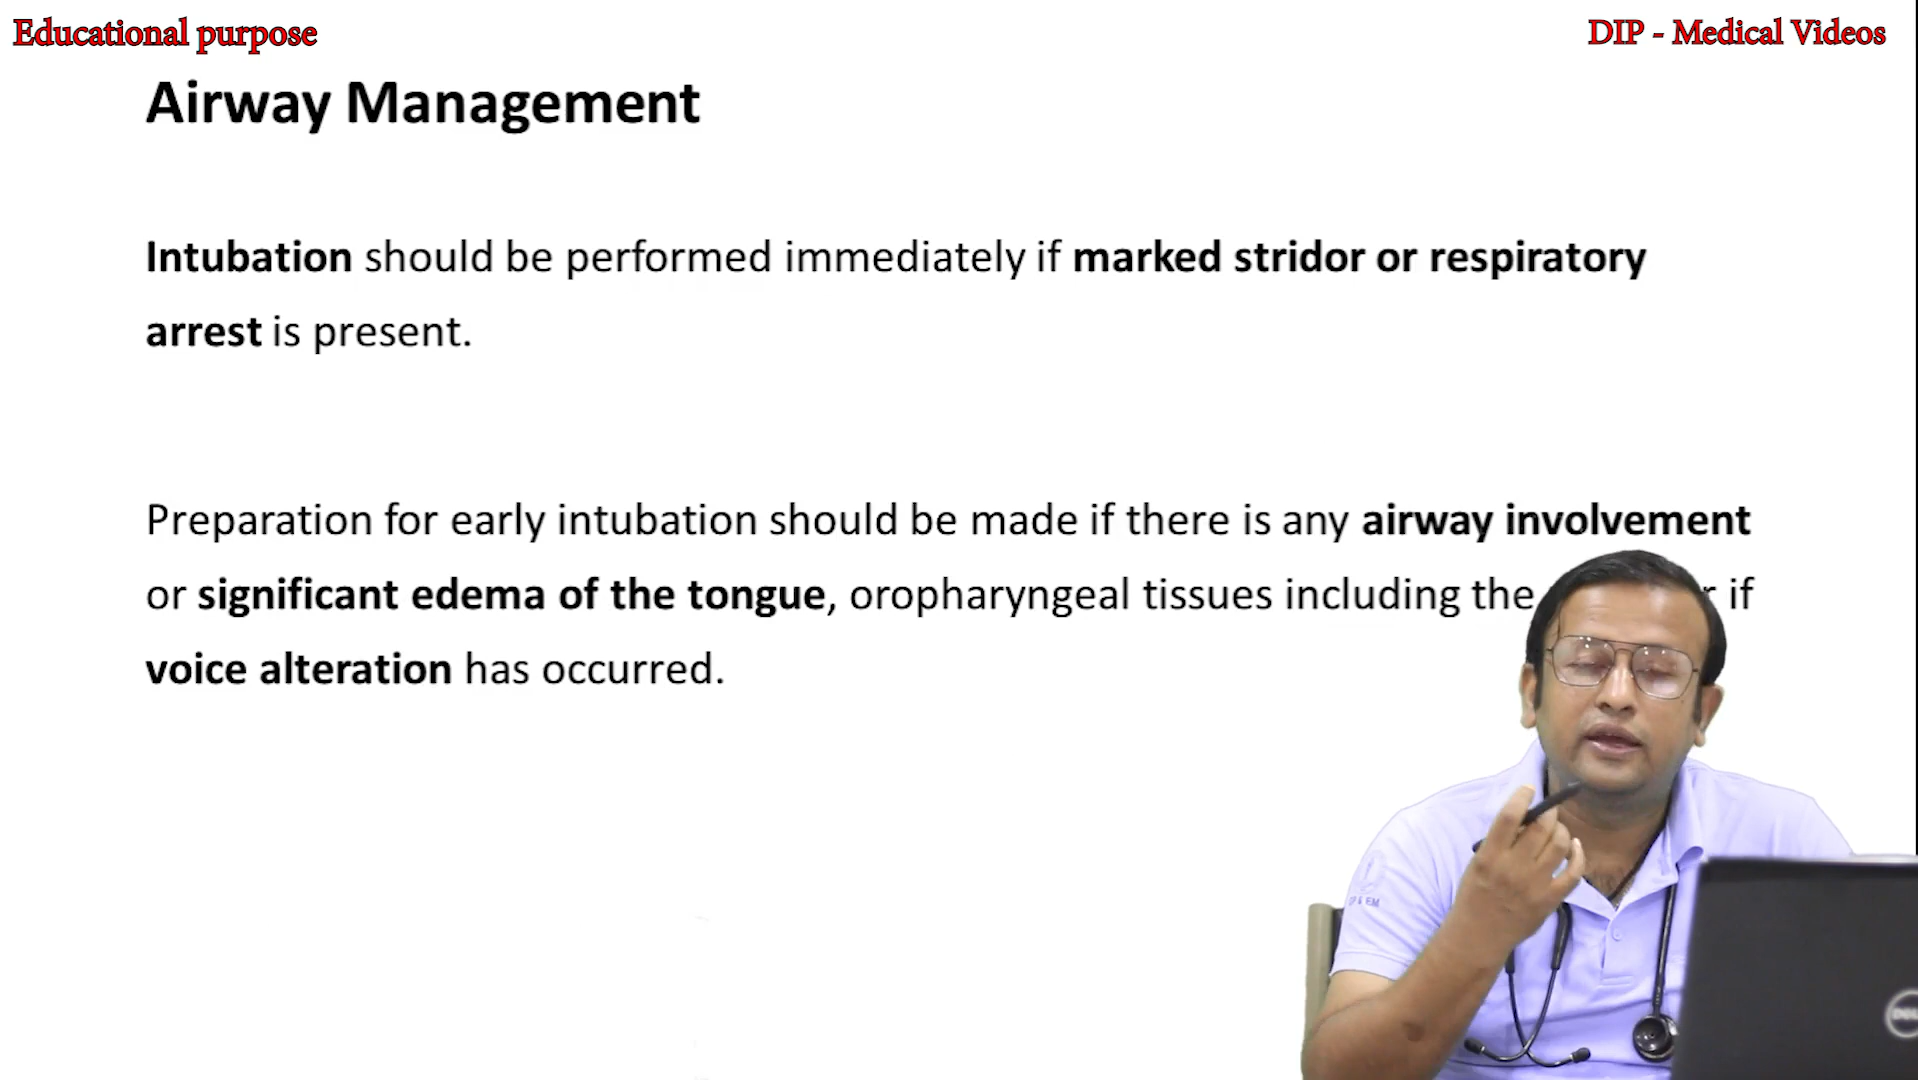 Educational purpose
DIP - Medical Videos
Airway Management
Intubation should be performed immediately if marked stridor or respiratory
arrest is present.
Preparation for early intubation should be made if there is any airway involvement
or significant edema of the tongue, oropharyngeal tissues including the if
voice alteration has occurred.